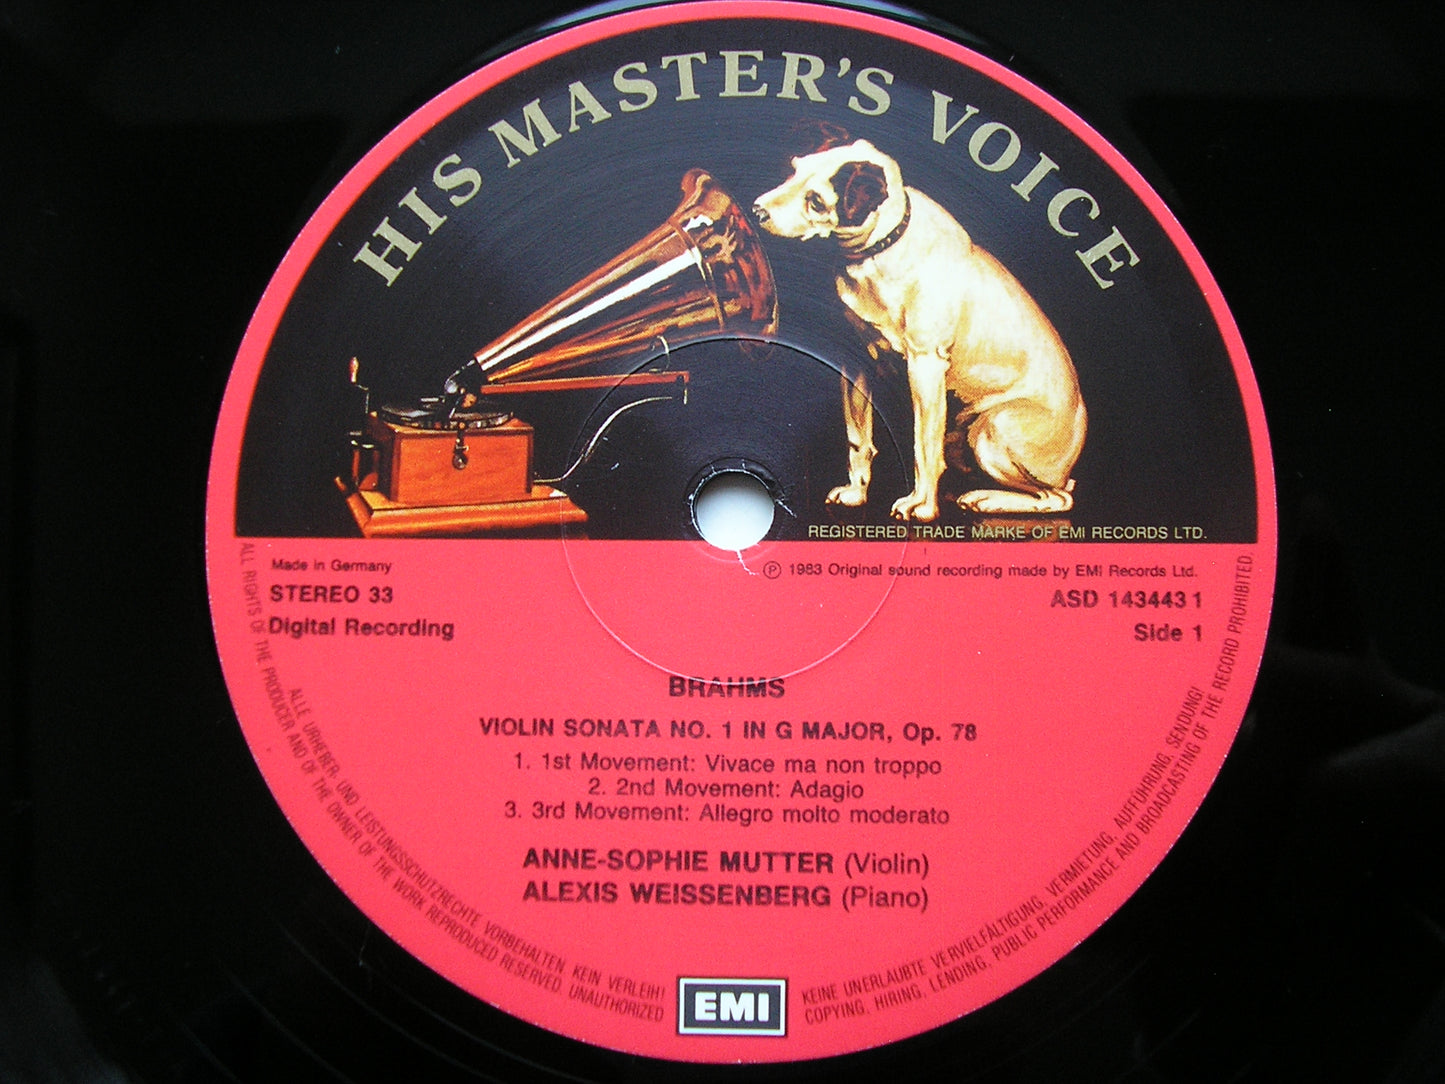 HIS MASTER'S VOICE
REGISTERED TRADE MARKE OF EMI RECORDS LTD.
Made in Germany
STEREO 33
Digital Recording
Ⓟ 1983 Original sound recording made by EMI Records Ltd.
ASD 143443 1
Side 1
BRAHMS
VIOLIN SONATA NO. 1 IN G MAJOR, Op. 78
1. 1st Movement: Vivace ma non troppo
2. 2nd Movement: Adagio
3. 3rd Movement: Allegro molto moderato
ANNE-SOPHIE MUTTER (Violin)
ALEXIS WEISSENBERG (Piano)
EMI
ALLE URHEBER- UND LEISTUNGSSCHUTZRECHTE VORBEHALTEN. KEIN VERLEIH! KEINE UNERLAUBTE VERVIELFÄLTIGUNG, VERMIETUNG, AUFFÜHRUNG, SENDUNG!
ALL RIGHTS OF THE PRODUCER AND OF THE OWNER OF THE WORK REPRODUCED RESERVED. UNAUTHORIZED COPYING, HIRING, LENDING, PUBLIC PERFORMANCE AND BROADCASTING OF THE RECORD PROHIBITED.